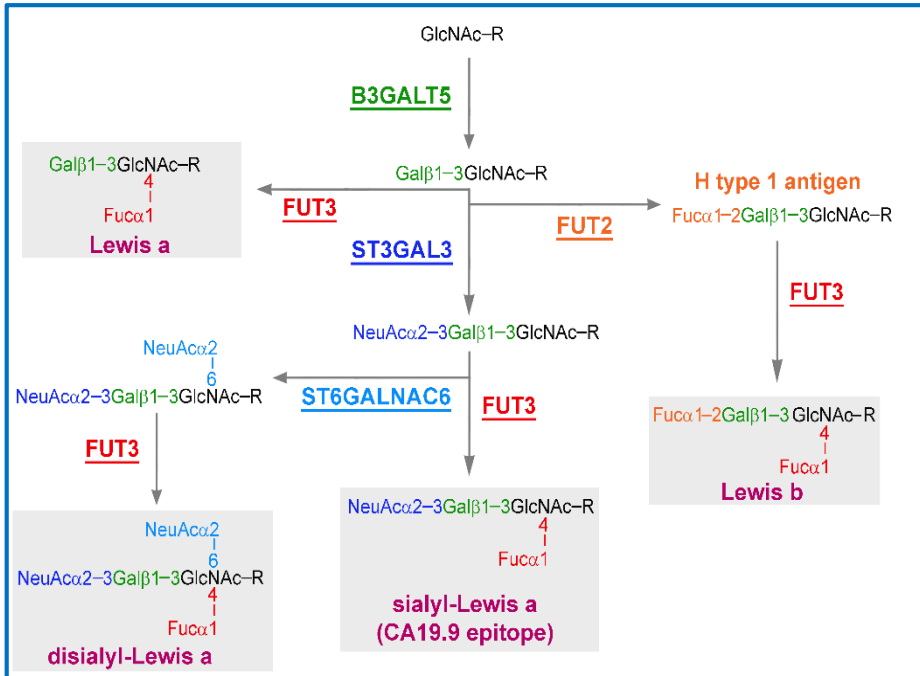 GlcNAc–R
B3GALT5
Galβ1–3GlcNAc–R
4
Fucα1
Lewis a
Galβ1–3GlcNAc–R
FUT3
FUT2
H type 1 antigen
Fucα1–2Galβ1–3GlcNAc–R
ST3GAL3
FUT3
NeuAcα2–3Galβ1–3GlcNAc–R
NeuAcα2
6
NeuAcα2–3Galβ1–3GlcNAc–R
ST6GALNAC6
FUT3
FUT3
Fucα1–2Galβ1–3GlcNAc–R
4
Fucα1
Lewis b
NeuAcα2
6
NeuAcα2–3Galβ1–3GlcNAc–R
4
Fucα1
disialyl-Lewis a
NeuAcα2–3Galβ1–3GlcNAc–R
4
Fucα1
sialyl-Lewis a
(CA19.9 epitope)